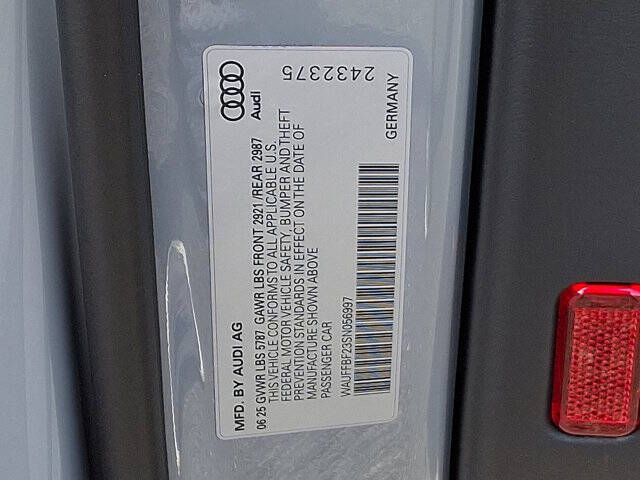 MFD. BY AUDI AG
06 25 GVWR LBS 5787 GAWR LBS FRONT 2921 /REAR 2987
THIS VEHICLE CONFORMS TO ALL APPLICABLE U.S.
FEDERAL MOTOR VEHICLE SAFETY, BUMPER AND THEFT
PREVENTION STANDARDS IN EFFECT ON THE DATE OF
MANUFACTURE SHOWN ABOVE
PASSENGER CAR
WAUFFBF23SN056997
Audi
2432375
GERMANY